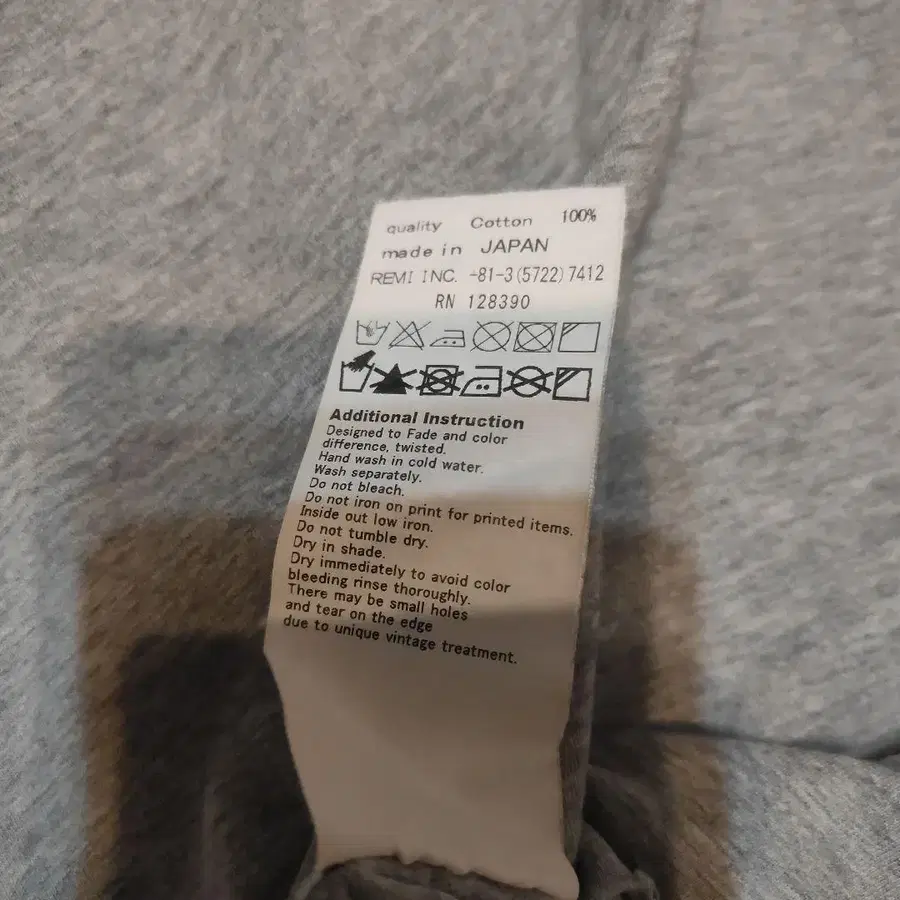 quality Cotton 100%
made in JAPAN
REMI INC. -81-3(5722)7412
RN 128390
Additional Instruction
Designed to Fade and color
difference, twisted.
Hand wash in cold water.
Wash separately.
Do not bleach.
Do not iron on print for printed items.
Inside out low iron.
Do not tumble dry.
Dry in shade.
Dry immediately to avoid color
bleeding rinse thoroughly.
There may be small holes
and tear on the edge
due to unique vintage treatment.